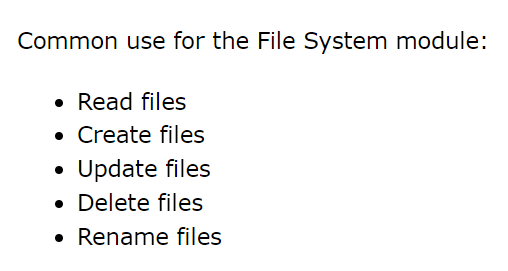 Common use for the File System module:
• Read files
• Create files
• Update files
• Delete files
• Rename files